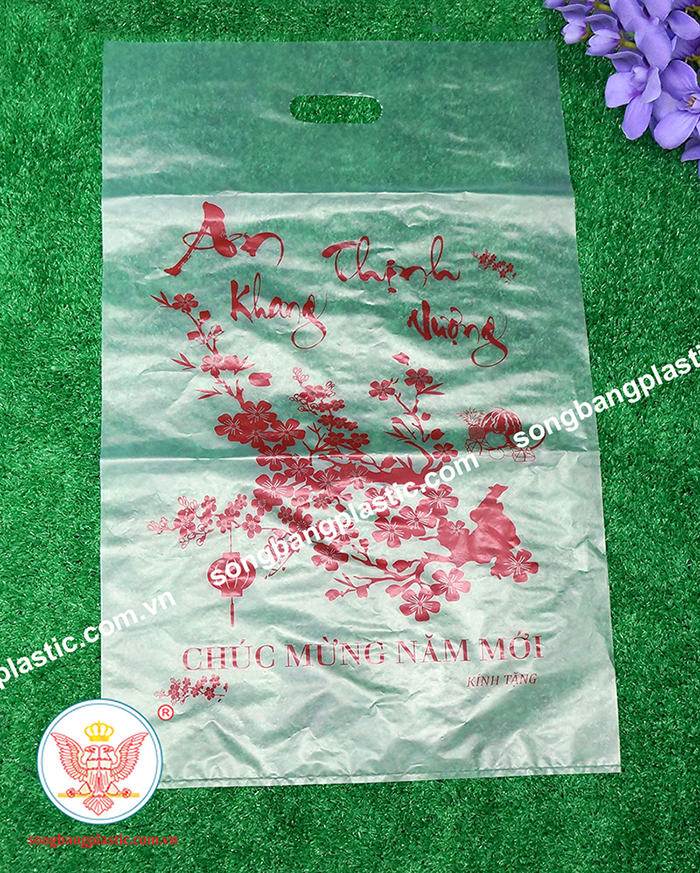 An Thịnh
Khang Vượng
songbangplastic.com
songbangplastic.com
plastic.com.vn
CHÚC MỪNG NĂM MỚI
KÍNH TẶNG
®
songbangplastic.com.vn